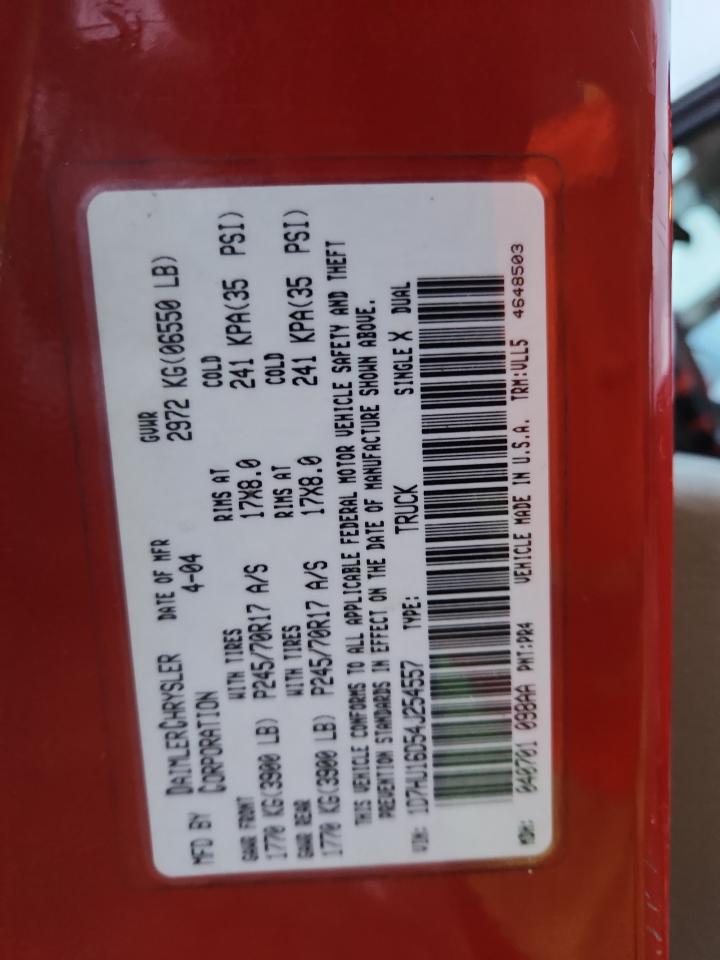 MFD BY DAIMLERCHRYSLER CORPORATION DATE OF MFR 4-04 GVWR 2972 KG(06550 LB)
GAWR FRONT WITH TIRES RIMS AT COLD
1770 KG(3900 LB) P245/70R17 A/S 17X8.0 241 KPA(35 PSI)
GAWR REAR WITH TIRES RIMS AT COLD
1770 KG(3900 LB) P245/70R17 A/S 17X8.0 241 KPA(35 PSI)
THIS VEHICLE CONFORMS TO ALL APPLICABLE FEDERAL MOTOR VEHICLE SAFETY AND THEFT
PREVENTION STANDARDS IN EFFECT ON THE DATE OF MANUFACTURE SHOWN ABOVE.
VIN: 1D7HU16D54J254557 TYPE: TRUCK SINGLE X DUAL
MDH: 040701 098AA PNT:PR4 VEHICLE MADE IN U.S.A. TRM:VLL5 4648503